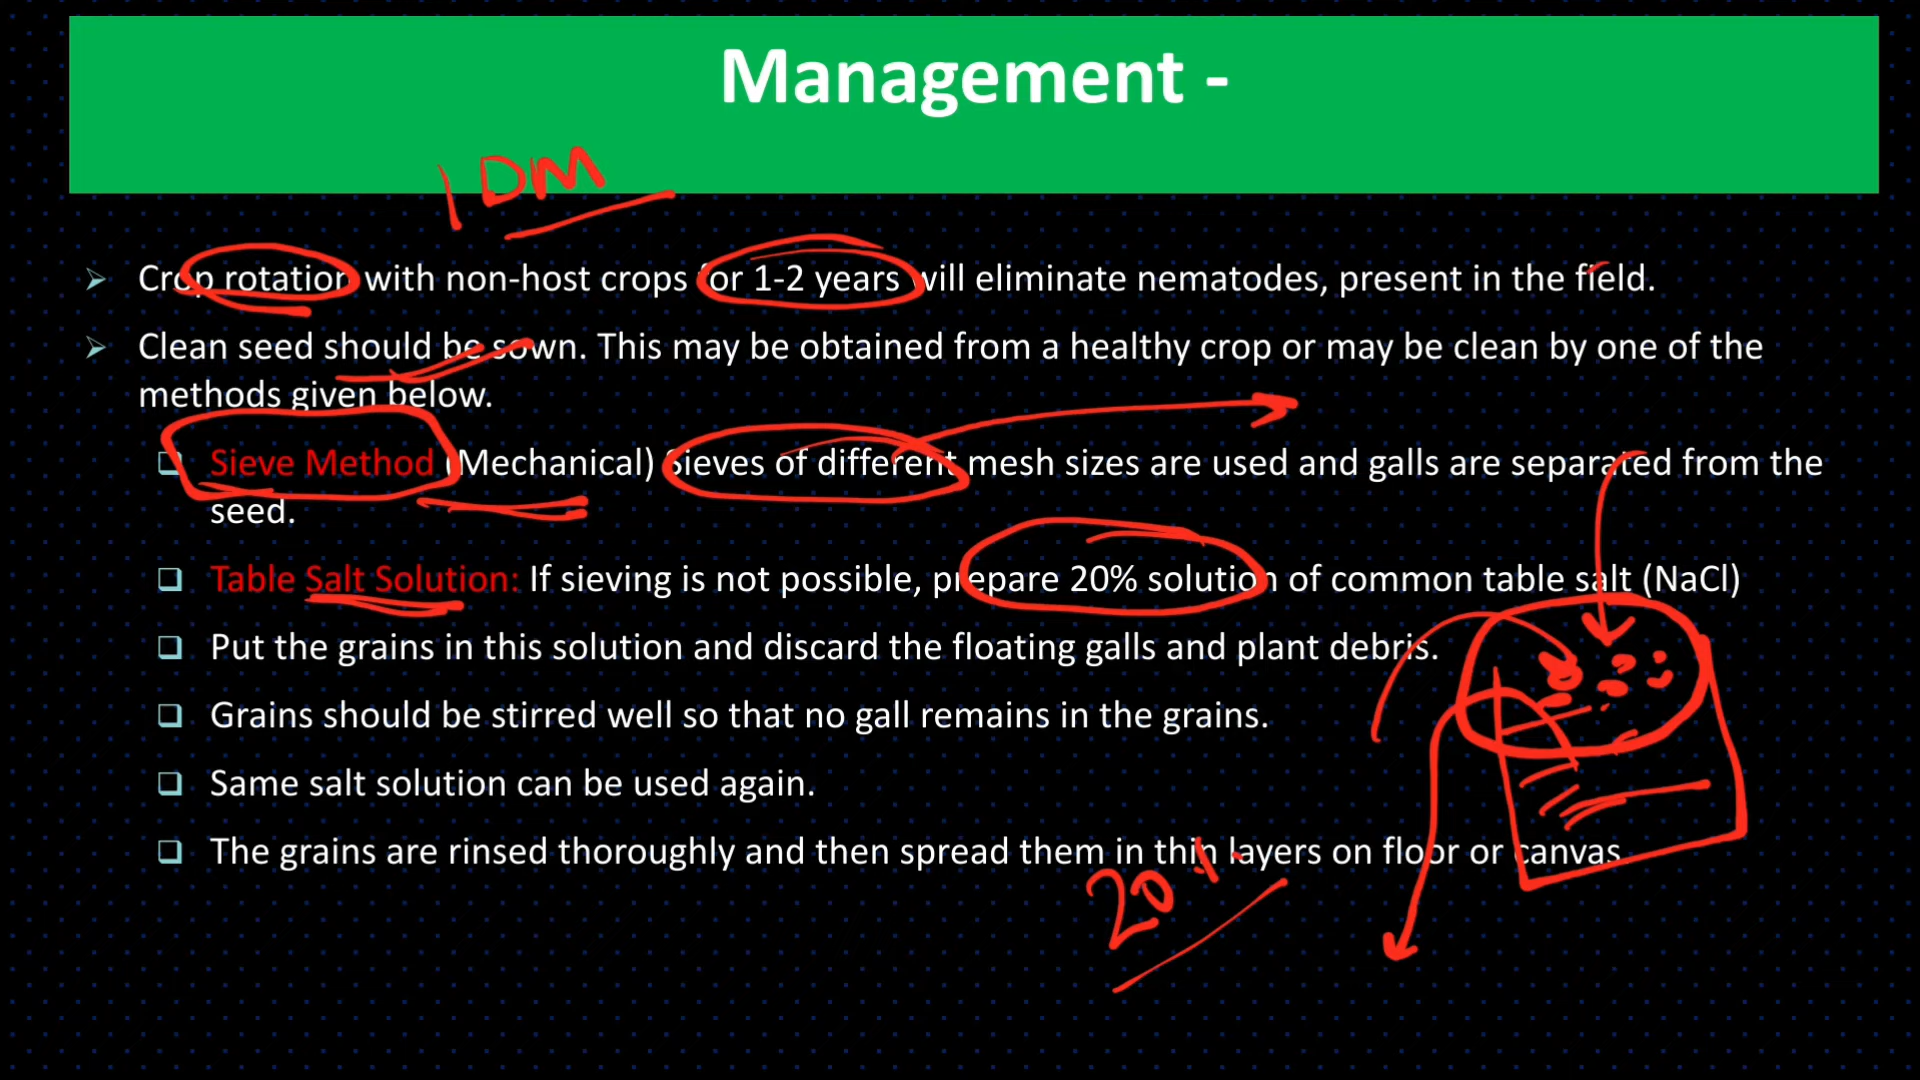 Management -
IDM
Crop rotation with non-host crops for 1-2 years will eliminate nematodes, present in the field.
Clean seed should be sown. This may be obtained from a healthy crop or may be clean by one of the
methods given below.
Sieve Method (Mechanical) Sieves of different mesh sizes are used and galls are separated from the
seed.
Table Salt Solution: If sieving is not possible, prepare 20% solution of common table salt (NaCl)
Put the grains in this solution and discard the floating galls and plant debris.
Grains should be stirred well so that no gall remains in the grains.
Same salt solution can be used again.
The grains are rinsed thoroughly and then spread them in thin layers on floor or canvas.
20%